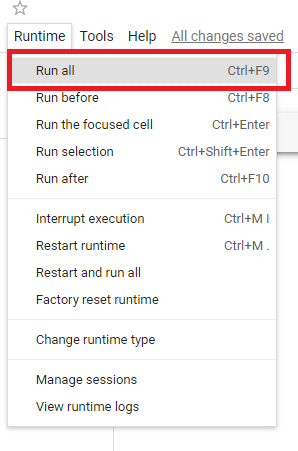 Runtime Tools Help All changes saved
Run all Ctrl+F9
Run before Ctrl+F8
Run the focused cell Ctrl+Enter
Run selection Ctrl+Shift+Enter
Run after Ctrl+F10
Interrupt execution Ctrl+M I
Restart runtime Ctrl+M .
Restart and run all
Factory reset runtime
Change runtime type
Manage sessions
View runtime logs